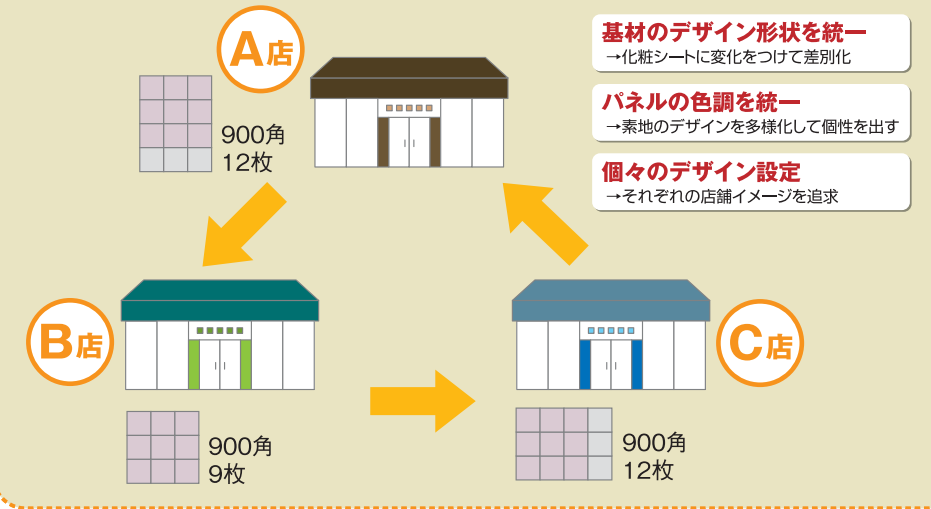 A店
900角
12枚
基材のデザイン形状を統一
→化粧シートに変化をつけて差別化
パネルの色調を統一
→素地のデザインを多様化して個性を出す
個々のデザイン設定
→それぞれの店舗イメージを追求
B店
900角
9枚
C店
900角
12枚